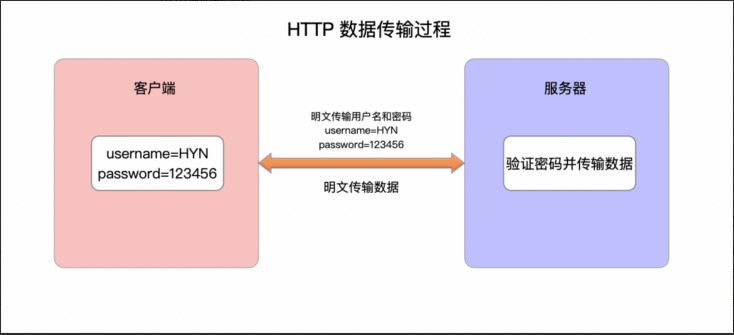 HTTP 数据传输过程
客户端
username=HYN
password=123456
明文传输用户名和密码
username=HYN
password=123456
明文传输数据
服务器
验证密码并传输数据